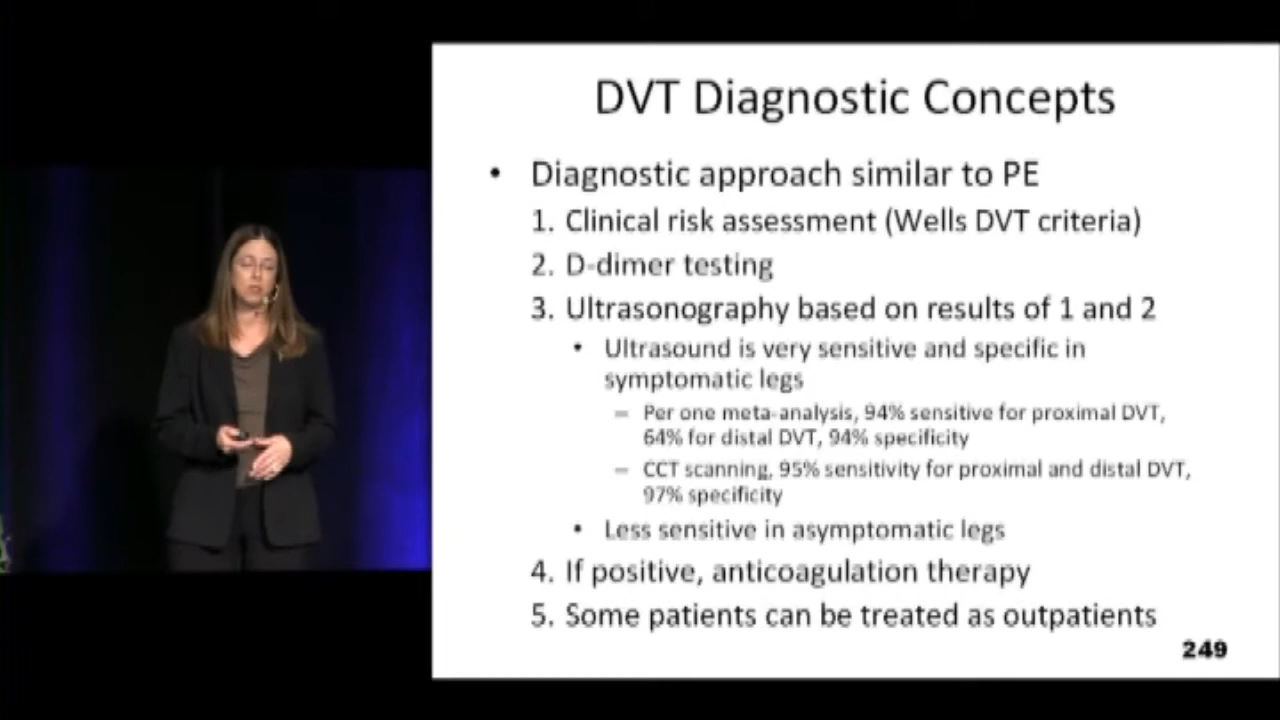 DVT Diagnostic Concepts
• Diagnostic approach similar to PE
1. Clinical risk assessment (Wells DVT criteria)
2. D-dimer testing
3. Ultrasonography based on results of 1 and 2
• Ultrasound is very sensitive and specific in
symptomatic legs
– Per one meta-analysis, 94% sensitive for proximal DVT,
64% for distal DVT, 94% specificity
– CCT scanning, 95% sensitivity for proximal and distal DVT,
97% specificity
• Less sensitive in asymptomatic legs
4. If positive, anticoagulation therapy
5. Some patients can be treated as outpatients
249